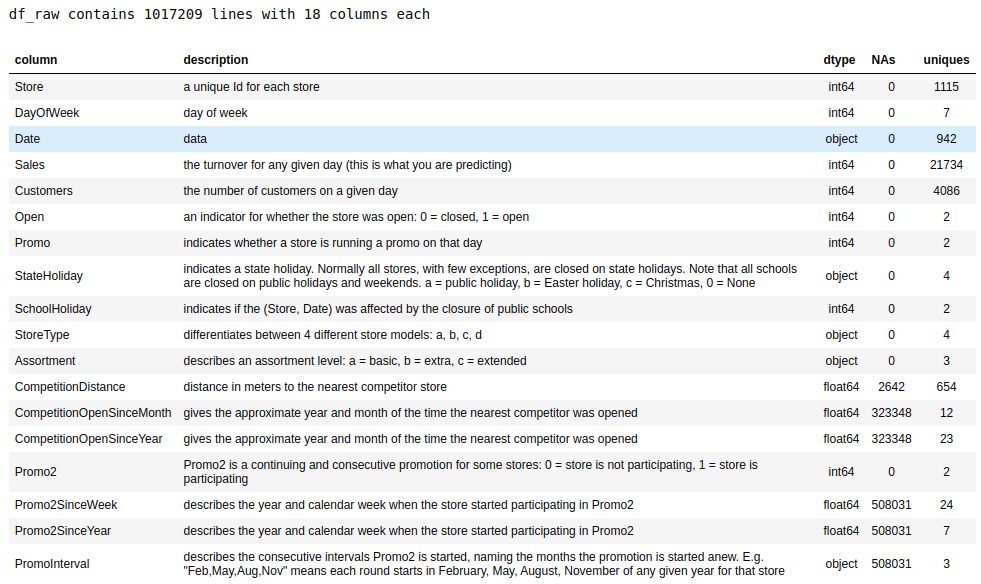 df_raw contains 1017209 lines with 18 columns each
column description dtype NAs uniques
Store a unique Id for each store int64 0 1115
DayOfWeek day of week int64 0 7
Date data object 0 942
Sales the turnover for any given day (this is what you are predicting) int64 0 21734
Customers the number of customers on a given day int64 0 4086
Open an indicator for whether the store was open: 0 = closed, 1 = open int64 0 2
Promo indicates whether a store is running a promo on that day int64 0 2
StateHoliday indicates a state holiday. Normally all stores, with few exceptions, are closed on state holidays. Note that all schools
are closed on public holidays and weekends. a = public holiday, b = Easter holiday, c = Christmas, 0 = None object 0 4
SchoolHoliday indicates if the (Store, Date) was affected by the closure of public schools int64 0 2
StoreType differentiates between 4 different store models: a, b, c, d object 0 4
Assortment describes an assortment level: a = basic, b = extra, c = extended object 0 3
CompetitionDistance distance in meters to the nearest competitor store float64 2642 654
CompetitionOpenSinceMonth gives the approximate year and month of the time the nearest competitor was opened float64 323348 12
CompetitionOpenSinceYear gives the approximate year and month of the time the nearest competitor was opened float64 323348 23
Promo2 Promo2 is a continuing and consecutive promotion for some stores: 0 = store is not participating, 1 = store is
participating int64 0 2
Promo2SinceWeek describes the year and calendar week when the store started participating in Promo2 float64 508031 24
Promo2SinceYear describes the year and calendar week when the store started participating in Promo2 float64 508031 7
PromoInterval describes the consecutive intervals Promo2 is started, naming the months the promotion is started anew. E.g.
"Feb,May,Aug,Nov" means each round starts in February, May, August, November of any given year for that store object 508031 3